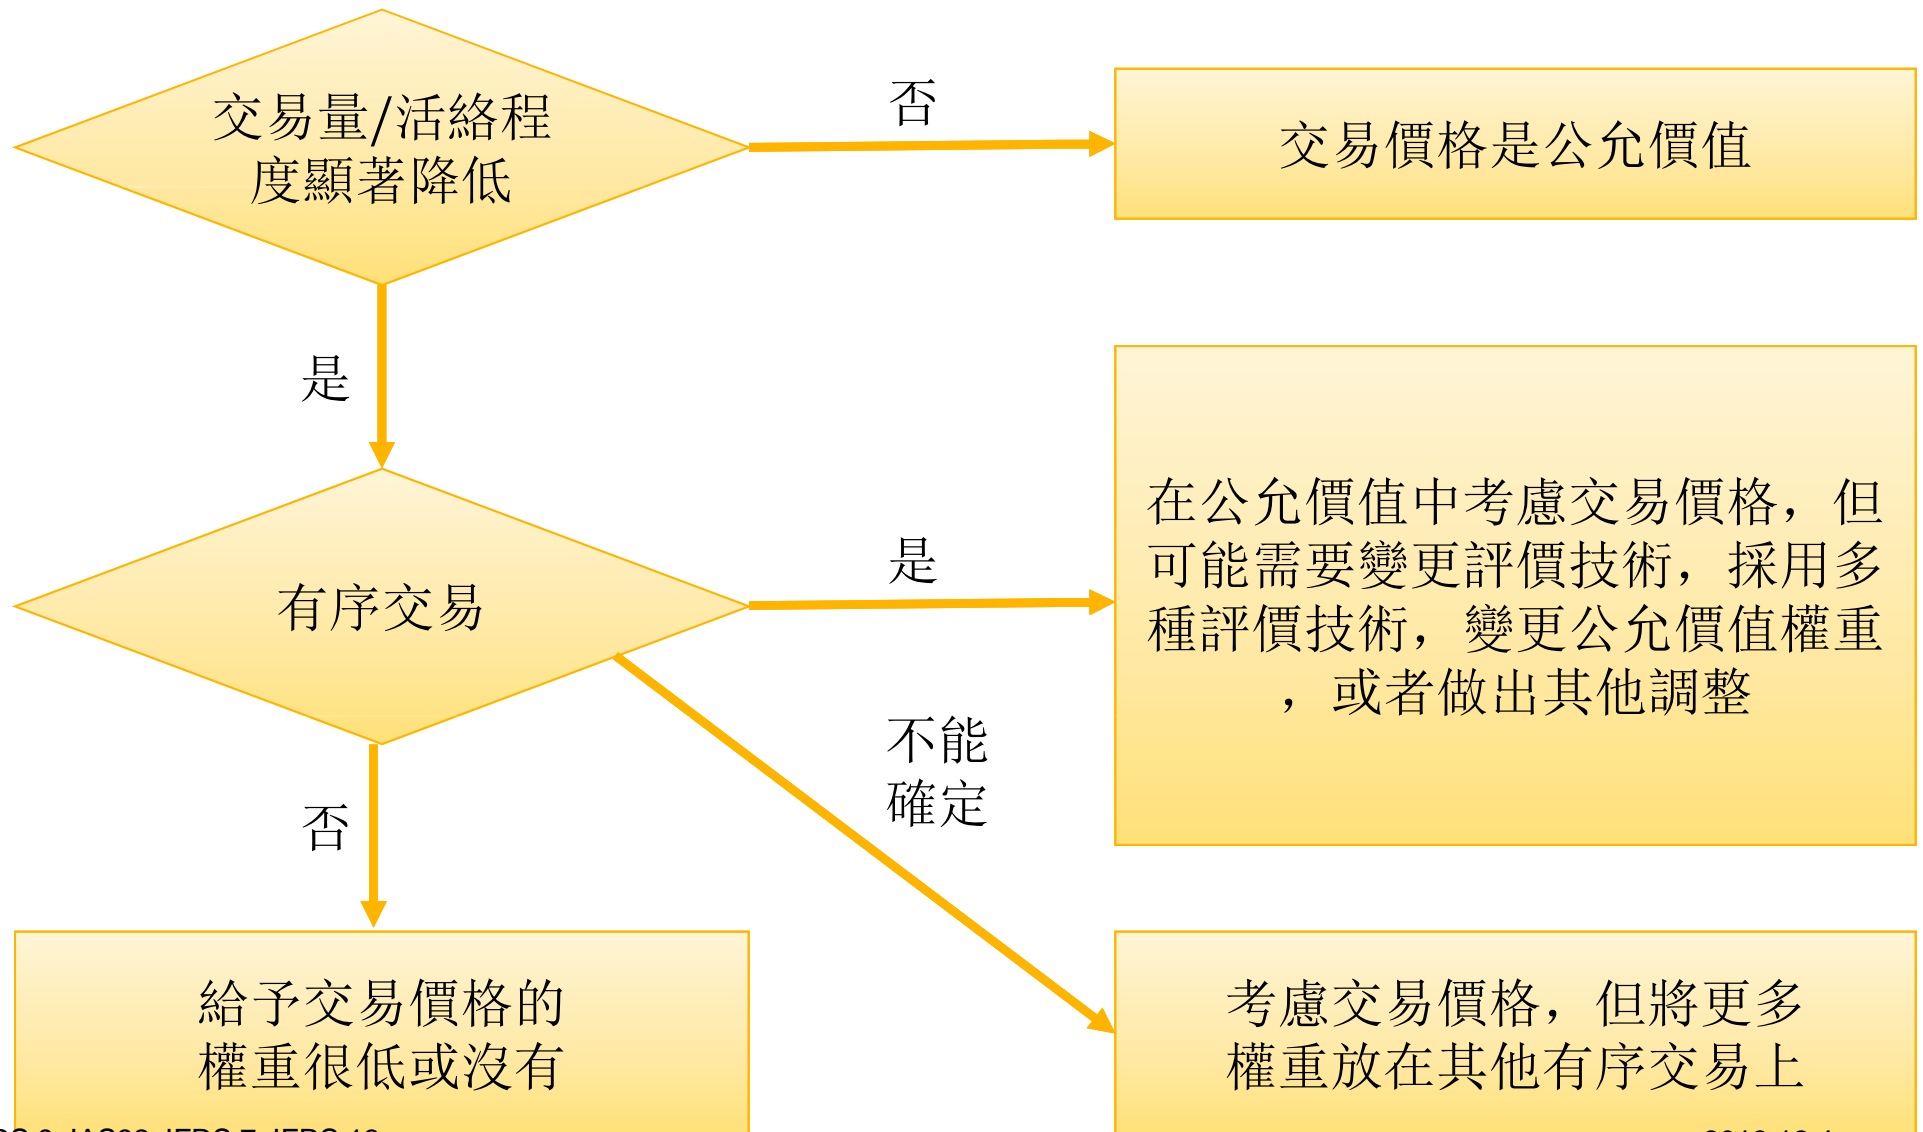 交易量/活絡程
度顯著降低
否
交易價格是公允價值
是
有序交易
是
在公允價值中考慮交易價格，但
可能需要變更評價技術，採用多
種評價技術，變更公允價值權重
，或者做出其他調整
不能
確定
否
給予交易價格的
權重很低或沒有
考慮交易價格，但將更多
權重放在其他有序交易上